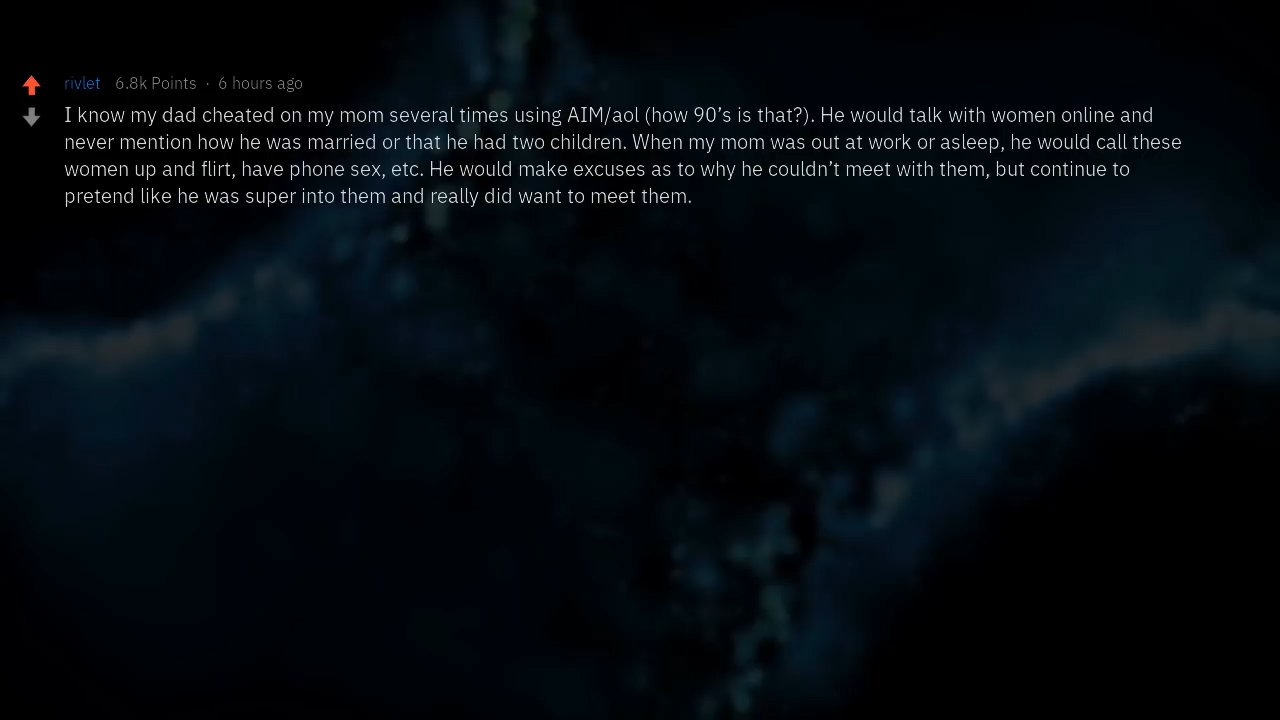 rivlet 6.8k Points · 6 hours ago
I know my dad cheated on my mom several times using AIM/aol (how 90’s is that?). He would talk with women online and
never mention how he was married or that he had two children. When my mom was out at work or asleep, he would call these
women up and flirt, have phone sex, etc. He would make excuses as to why he couldn’t meet with them, but continue to
pretend like he was super into them and really did want to meet them.